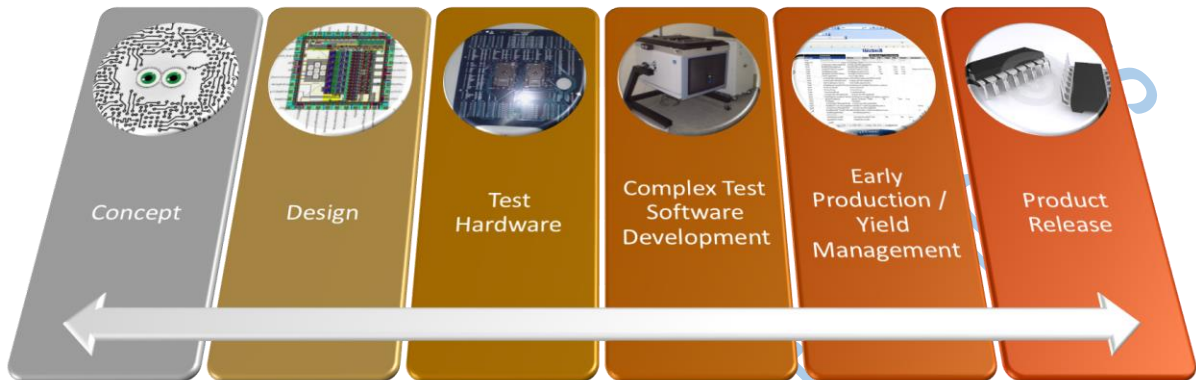 Concept
Design
Test
Hardware
Complex Test
Software
Development
Early
Production /
Yield
Management
Product
Release